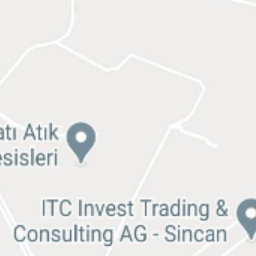 atı Atık
esisleri
ITC Invest Trading &
Consulting AG - Sincan